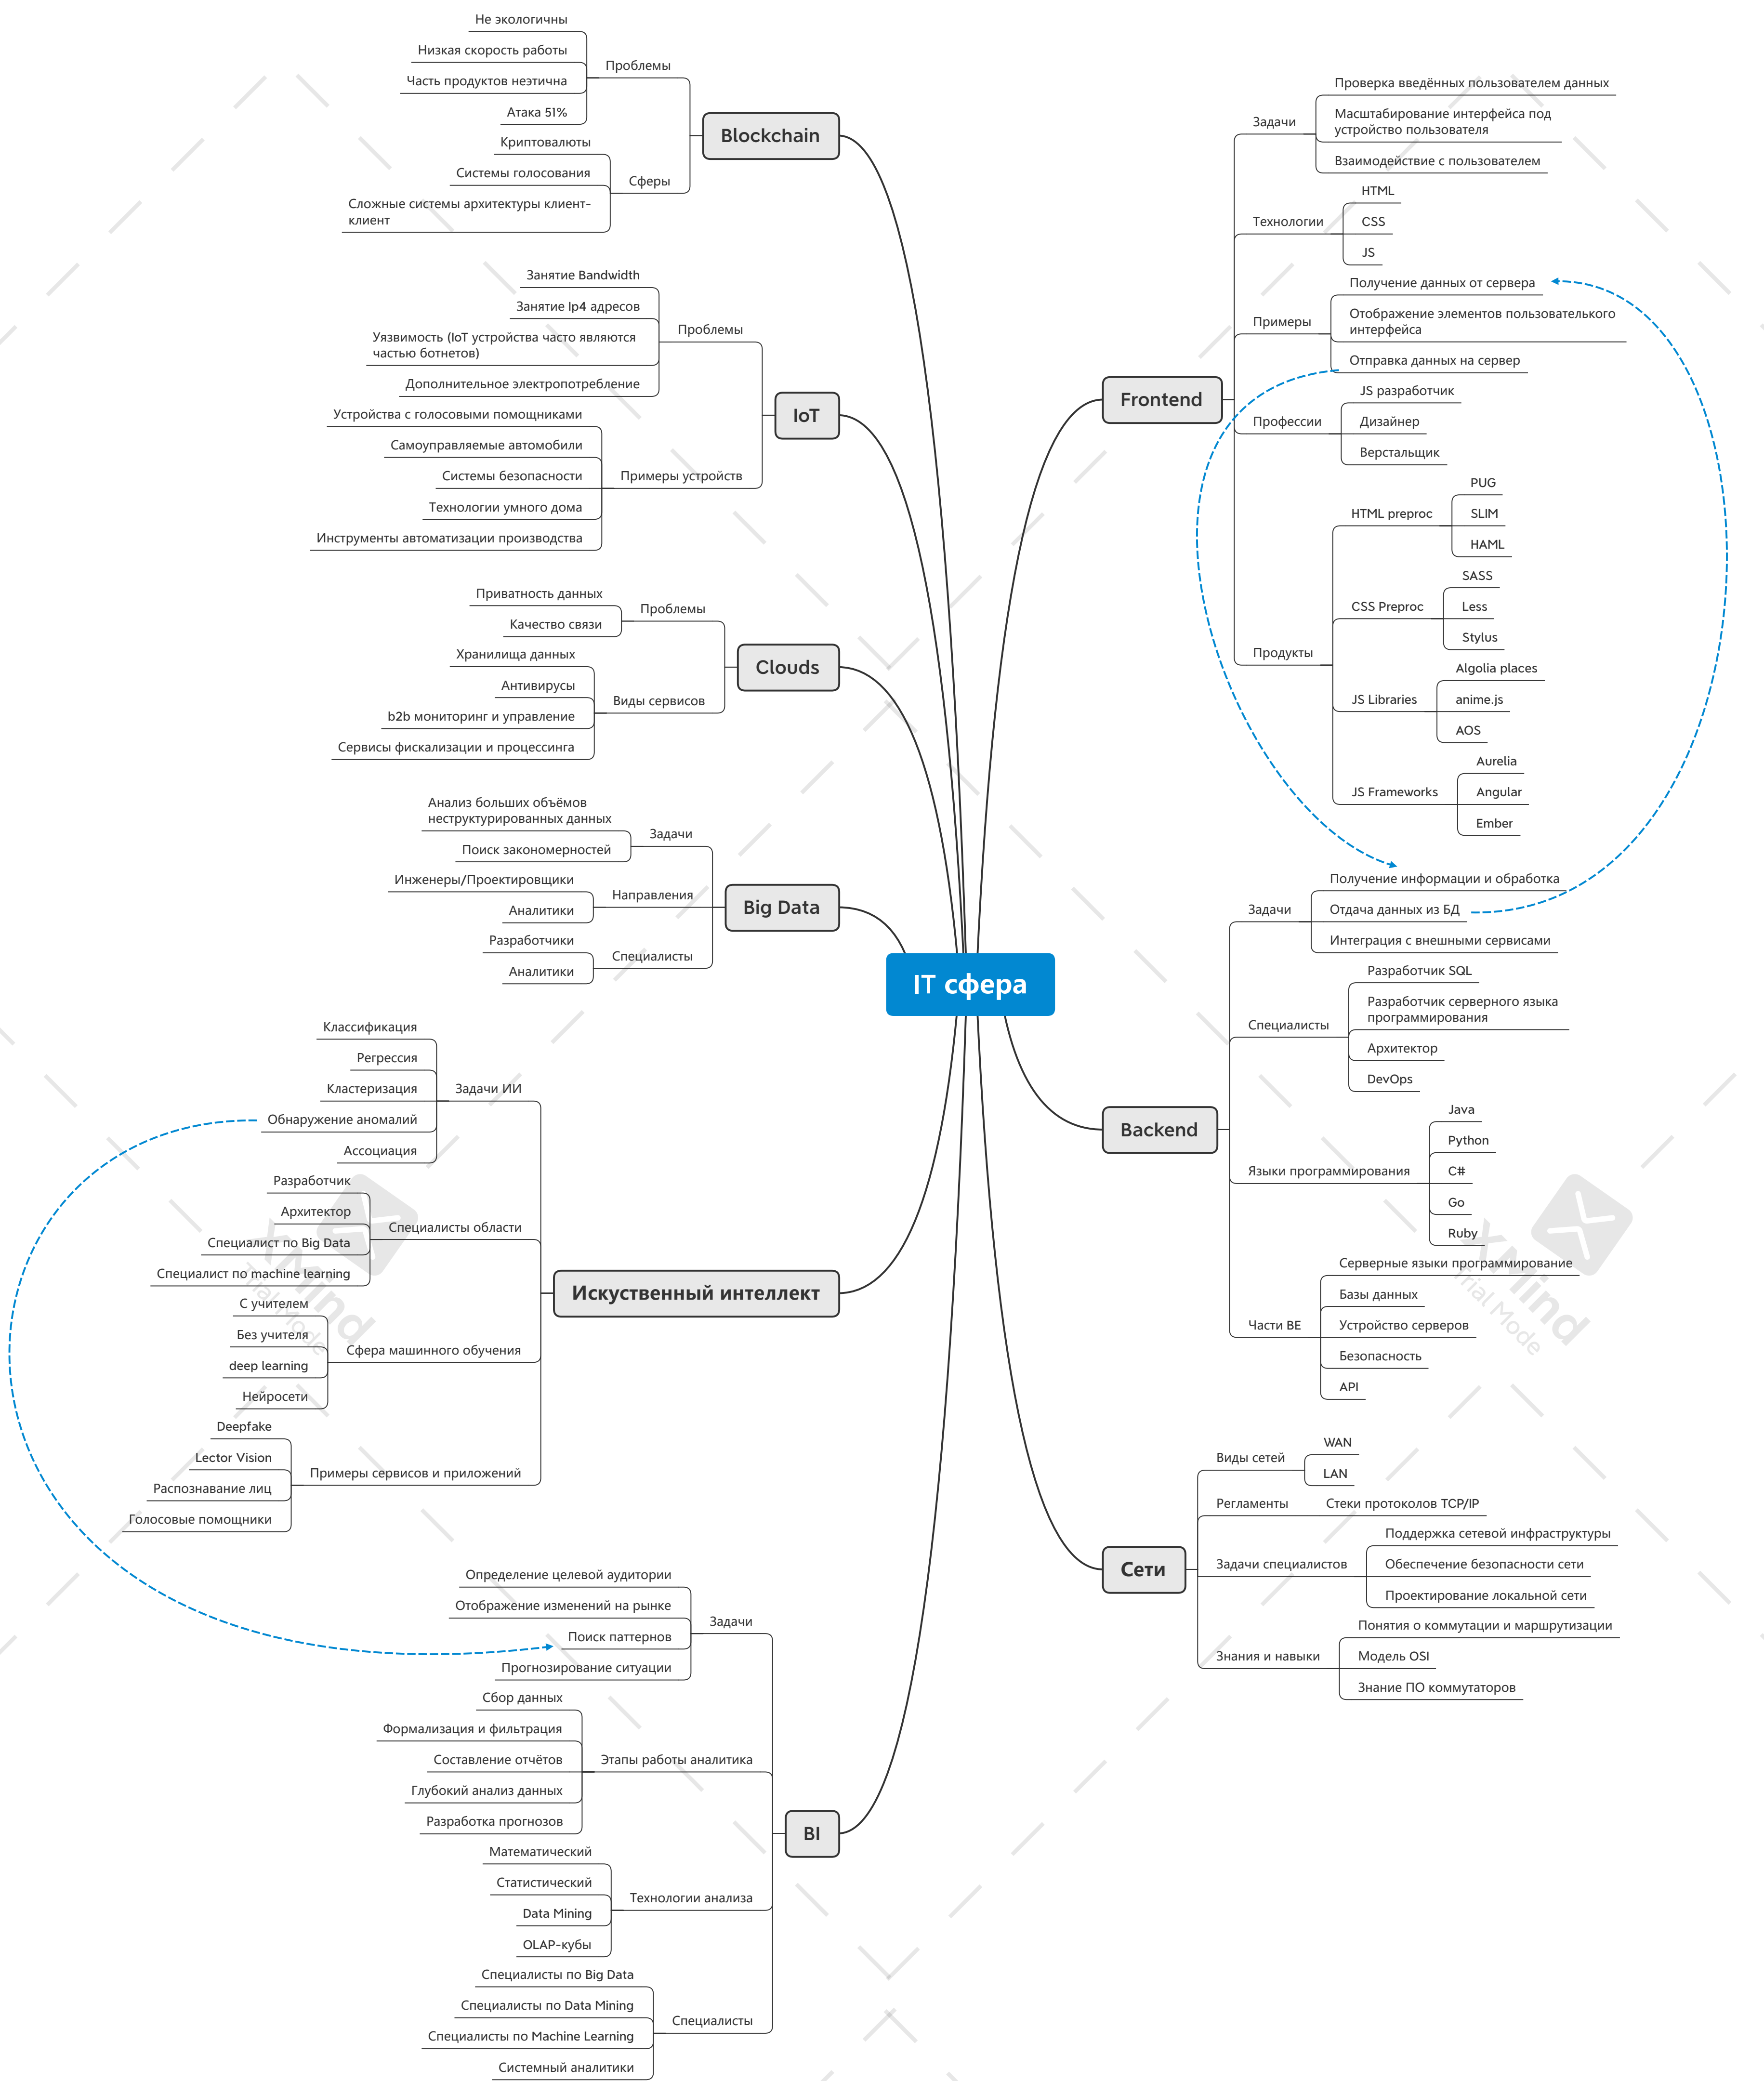 IT сфера
Frontend
Задачи
Проверка введённых пользователем данных
Масштабирование интерфейса под
устройство пользователя
Взаимодействие с пользователем
Технологии
HTML
CSS
JS
Примеры
Получение данных от сервера
Отображение элементов пользователького
интерфейса
Отправка данных на сервер
Профессии
JS разработчик
Дизайнер
Верстальщик
Продукты
HTML preproc
PUG
SLIM
HAML
CSS Preproc
SASS
Less
Stylus
JS Libraries
Algolia places
anime.js
AOS
JS Frameworks
Aurelia
Angular
Ember
Backend
Задачи
Получение информации и обработка
Отдача данных из БД
Интеграция с внешними сервисами
Специалисты
Разработчик SQL
Разработчик серверного языка
программирования
Архитектор
DevOps
Языки программирования
Java
Python
C#
Go
Ruby
Части BE
Серверные языки программирование
Базы данных
Устройство серверов
Безопасность
API
Сети
Виды сетей
WAN
LAN
Регламенты
Стеки протоколов TCP/IP
Задачи специалистов
Поддержка сетевой инфраструктуры
Обеспечение безопасности сети
Проектирование локальной сети
Знания и навыки
Понятия о коммутации и маршрутизации
Модель OSI
Знание ПО коммутаторов
Blockchain
Проблемы
Не экологичны
Низкая скорость работы
Часть продуктов неэтична
Атака 51%
Сферы
Криптовалюты
Системы голосования
Сложные системы архитектуры клиент-
клиент
IoT
Проблемы
Занятие Bandwidth
Занятие Ip4 адресов
Уязвимость (IoT устройства часто являются
частью ботнетов)
Дополнительное электропотребление
Примеры устройств
Устройства с голосовыми помощниками
Самоуправляемые автомобили
Системы безопасности
Технологии умного дома
Инструменты автоматизации производства
Clouds
Проблемы
Приватность данных
Качество связи
Виды сервисов
Хранилища данных
Антивирусы
b2b мониторинг и управление
Сервисы фискализации и процессинга
Big Data
Задачи
Анализ больших объёмов
неструктурированных данных
Поиск закономерностей
Направления
Инженеры/Проектировщики
Аналитики
Специалисты
Разработчики
Аналитики
Искуственный интеллект
Задачи ИИ
Классификация
Регрессия
Кластеризация
Обнаружение аномалий
Ассоциация
Специалисты области
Разработчик
Архитектор
Специалист по Big Data
Специалист по machine learning
Сфера машинного обучения
С учителем
Без учителя
deep learning
Нейросети
Примеры сервисов и приложений
Deepfake
Lector Vision
Распознавание лиц
Голосовые помощники
BI
Задачи
Определение целевой аудитории
Отображение изменений на рынке
Поиск паттернов
Прогнозирование ситуации
Этапы работы аналитика
Сбор данных
Формализация и фильтрация
Составление отчётов
Глубокий анализ данных
Разработка прогнозов
Технологии анализа
Математический
Статистический
Data Mining
OLAP-кубы
Специалисты
Специалисты по Big Data
Специалисты по Data Mining
Специалисты по Machine Learning
Системный аналитики
XMind
Trial Mode
XMind
Trial Mode